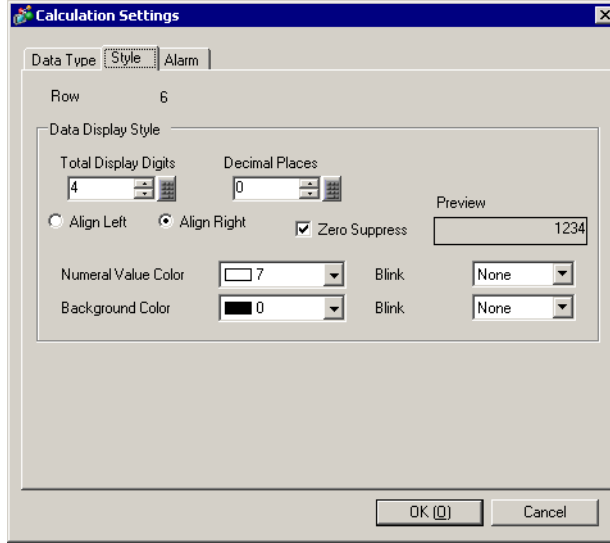 Calculation Settings
Data Type Style Alarm
Row 6
Data Display Style
Total Display Digits Decimal Places
4 0
Preview
Align Left Align Right Zero Suppress 1234
Numeral Value Color 7 Blink None
Background Color 0 Blink None
OK (O) Cancel